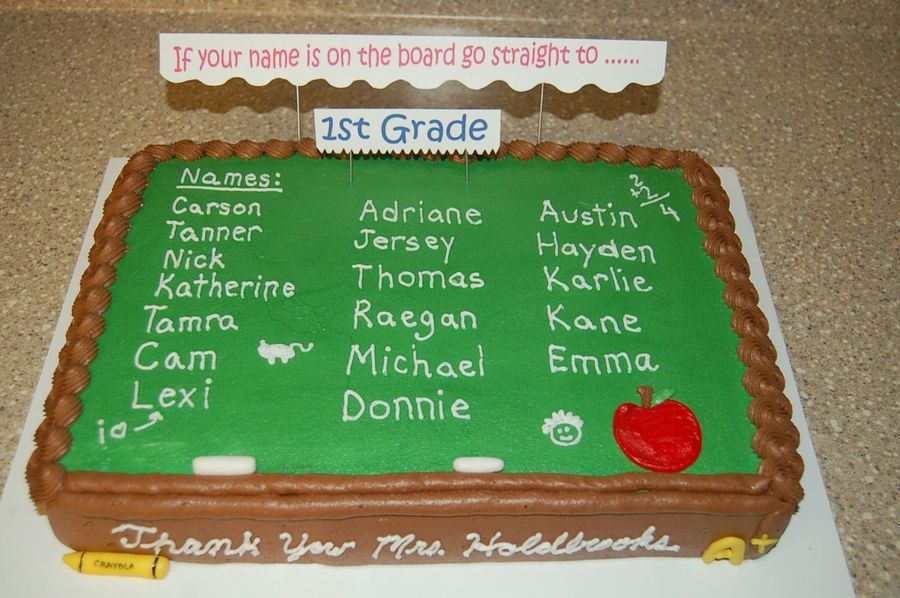 If your name is on the board go straight to ......
1st Grade
Names:
Carson
Tanner
Nick
Katherine
Tamra
Cam
Lexi
i ♡
Adriane
Jersey
Thomas
Raegan
Michael
Donnie
2
+2
4
Austin
Hayden
Karlie
Kane
Emma
Thank You Mrs. Holdbrooks
CRAYOLA
A+